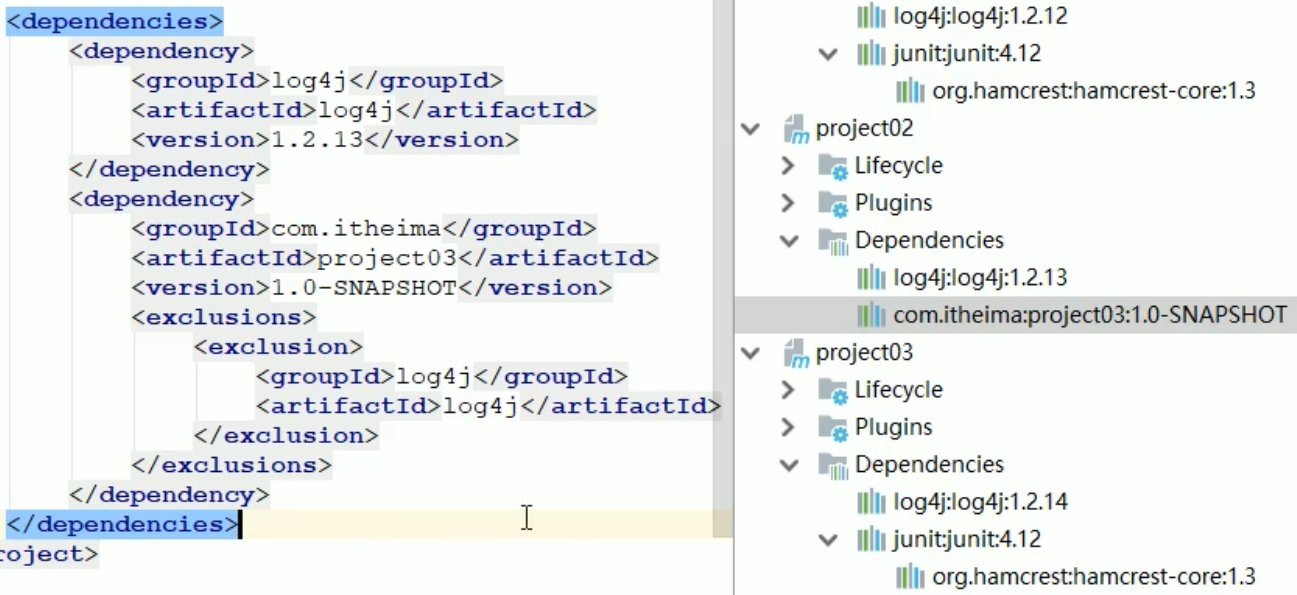 <dependencies>
<dependency>
<groupId>log4j</groupId>
<artifactId>log4j</artifactId>
<version>1.2.13</version>
</dependency>
<dependency>
<groupId>com.itheima</groupId>
<artifactId>project03</artifactId>
<version>1.0-SNAPSHOT</version>
<exclusions>
<exclusion>
<groupId>log4j</groupId>
<artifactId>log4j</artifactId>
</exclusion>
</exclusions>
</dependency>
</dependencies>
roject>
log4j:log4j:1.2.12
junit:junit:4.12
org.hamcrest:hamcrest-core:1.3
project02
Lifecycle
Plugins
Dependencies
log4j:log4j:1.2.13
com.itheima:project03:1.0-SNAPSHOT
project03
Lifecycle
Plugins
Dependencies
log4j:log4j:1.2.14
junit:junit:4.12
org.hamcrest:hamcrest-core:1.3